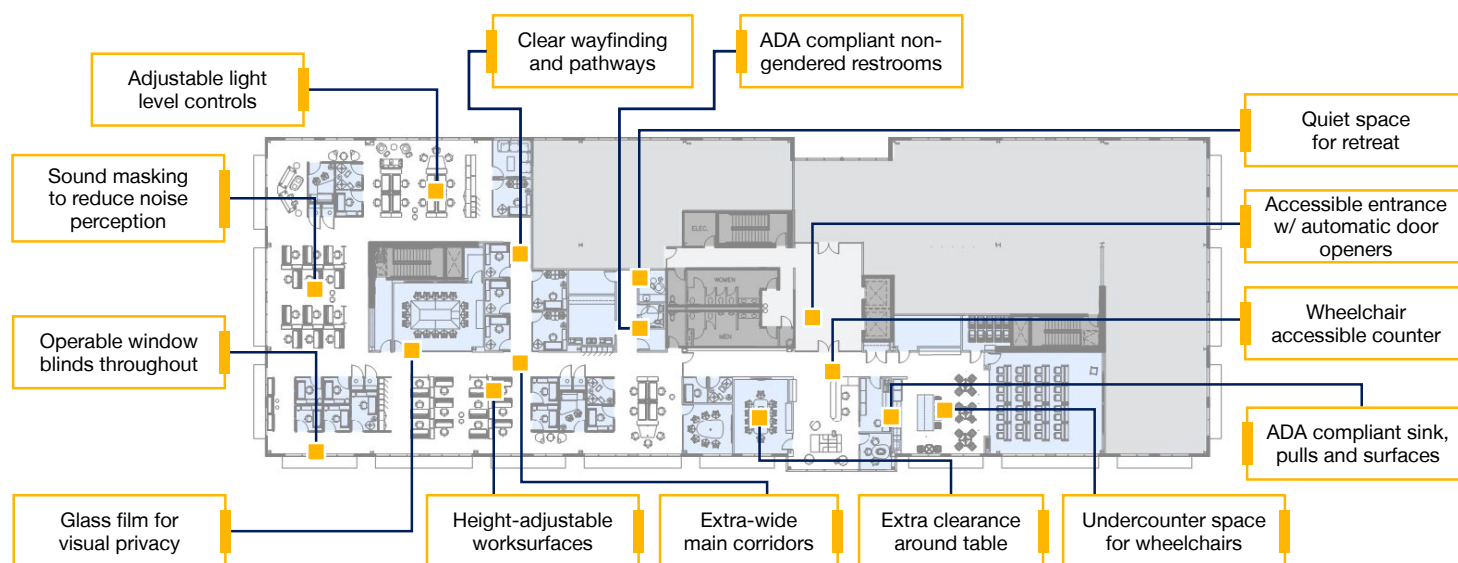 Clear wayfinding
and pathways
ADA compliant non-
gendered restrooms
Adjustable light
level controls
Quiet space
for retreat
Sound masking
to reduce noise
perception
Accessible entrance
w/ automatic door
openers
ELEC.
WOMEN
MEN
Operable window
blinds throughout
Wheelchair
accessible counter
ADA compliant sink,
pulls and surfaces
Glass film for
visual privacy
Height-adjustable
worksurfaces
Extra-wide
main corridors
Extra clearance
around table
Undercounter space
for wheelchairs